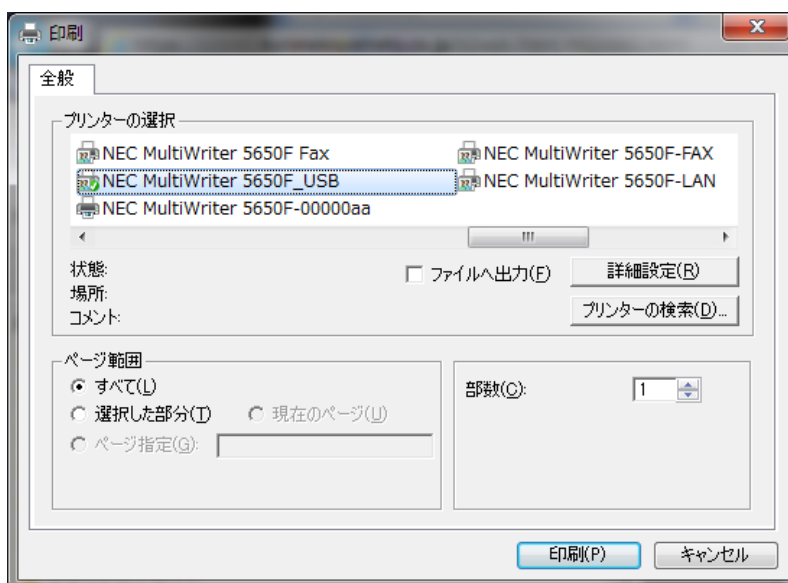 印刷
全般
プリンターの選択
NEC MultiWriter 5650F Fax
NEC MultiWriter 5650F-FAX
NEC MultiWriter 5650F_USB
NEC MultiWriter 5650F-LAN
NEC MultiWriter 5650F-00000aa
状態:
ファイルへ出力(F)
詳細設定(R)
場所:
コメント:
プリンターの検索(D)...
ページ範囲
すべて(L)
部数(C):
1
選択した部分(T)
現在のページ(U)
ページ指定(G):
印刷(P)
キャンセル